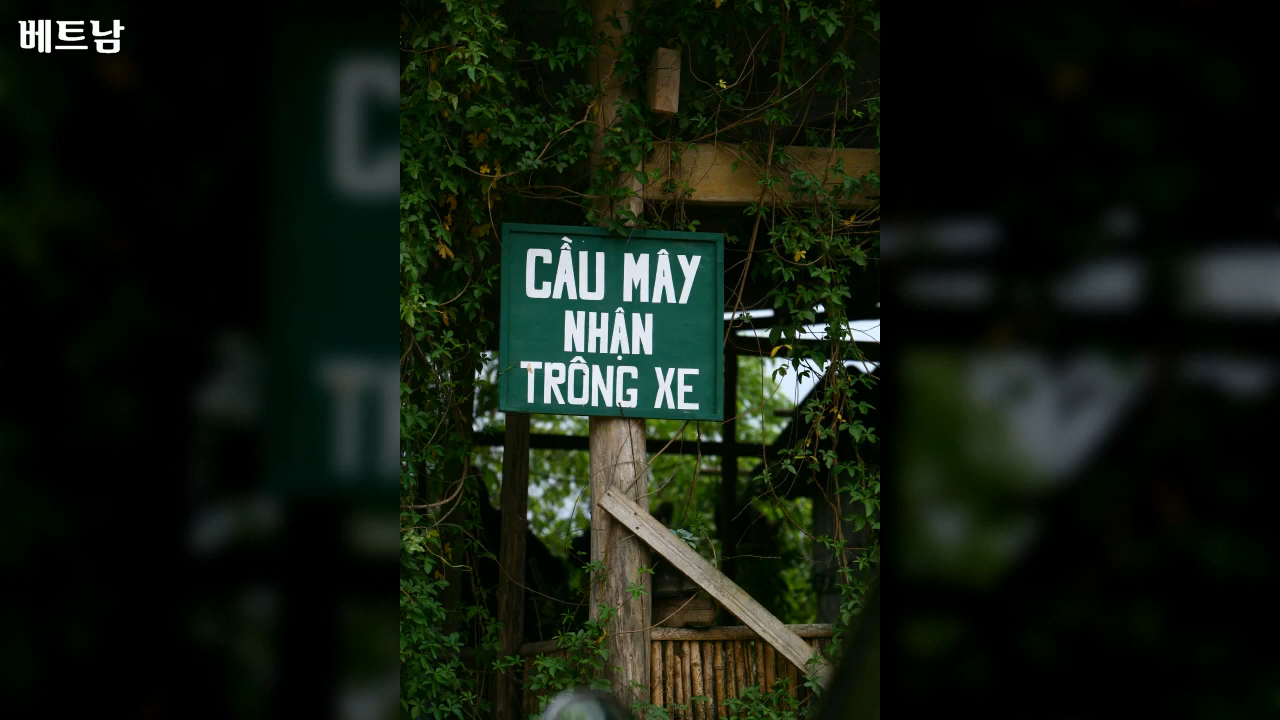 베트남
CẦU MÂY
NHẬN
TRÔNG XE